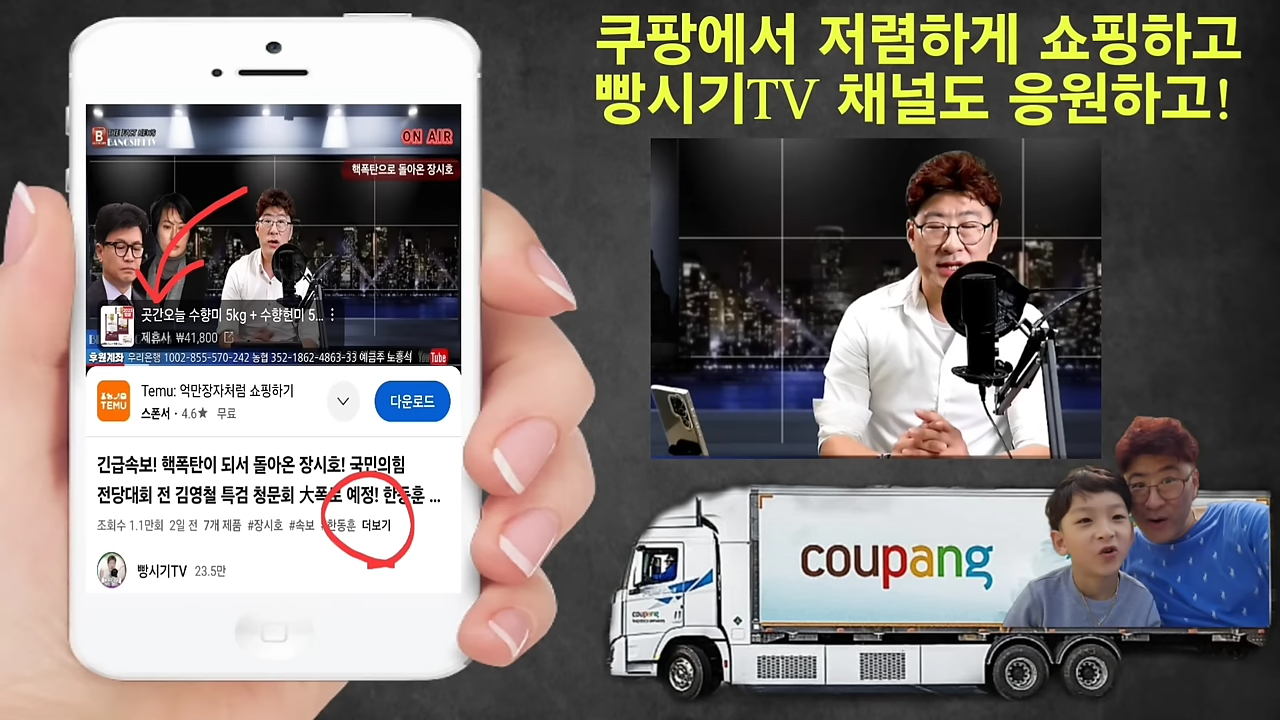 쿠팡에서 저렴하게 쇼핑하고
빵시기TV 채널도 응원하고!
BANGSIKI TV
ON AIR
핵폭탄으로 돌아온 장시호
곳간오늘 수향미 5kg + 수향현미 5...
제휴사 ₩41,800
후원계좌 우리은행 1002-855-570-242 농협 352-1862-4863-33 예금주 노흥식 YouTube
TEMU
Temu: 억만장자처럼 쇼핑하기
스폰서 · 4.6★ 무료
다운로드
긴급속보! 핵폭탄이 되서 돌아온 장시호! 국민의힘
전당대회 전 김영철 특검 청문회 大폭로 예정! 한동훈 ...
조회수 1.1만회 2일 전 7개 제품 #장시호 #속보 #한동훈 더보기
빵시기TV 23.5만
coupang
coupang